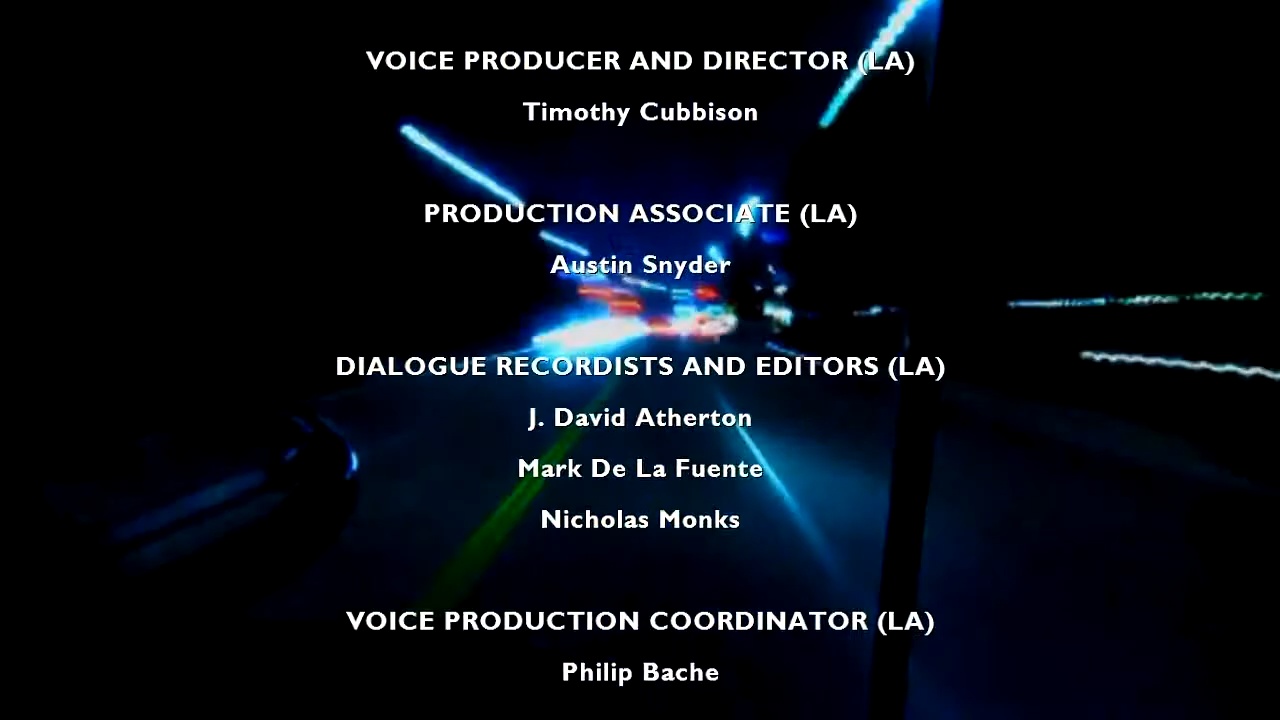 VOICE PRODUCER AND DIRECTOR (LA)
Timothy Cubbison
PRODUCTION ASSOCIATE (LA)
Austin Snyder
DIALOGUE RECORDISTS AND EDITORS (LA)
J. David Atherton
Mark De La Fuente
Nicholas Monks
VOICE PRODUCTION COORDINATOR (LA)
Philip Bache